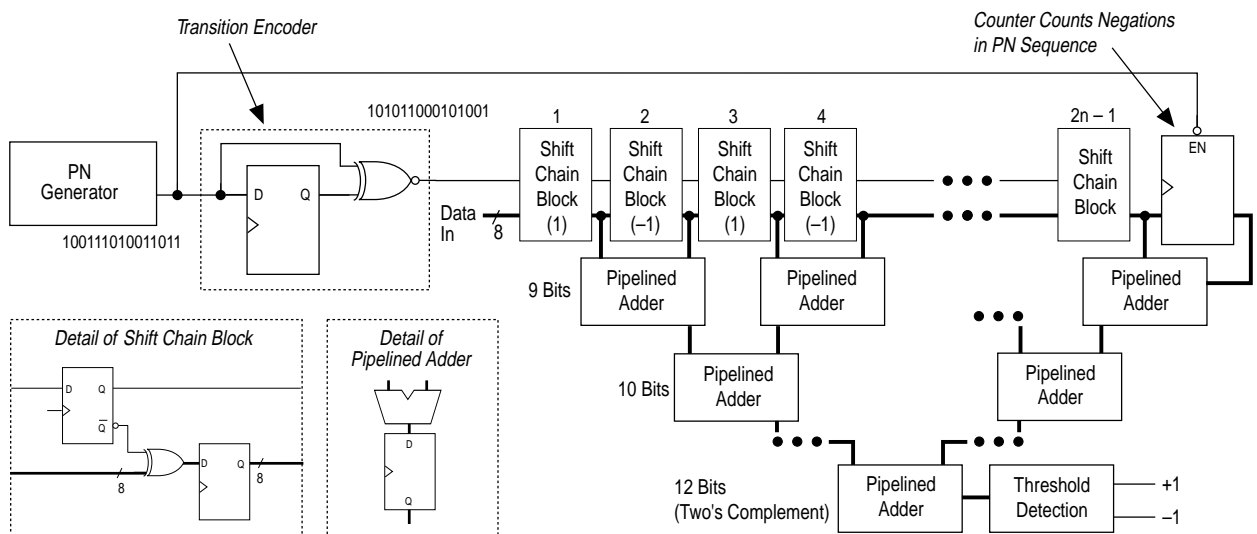 Transition Encoder
Counter Counts Negations
in PN Sequence
101011000101001
PN
Generator
100111010011011
D Q
Data
In
8
1
Shift
Chain
Block
(1)
2
Shift
Chain
Block
(–1)
3
Shift
Chain
Block
(1)
4
Shift
Chain
Block
(–1)
2n – 1
Shift
Chain
Block
EN
9 Bits
Pipelined
Adder
Pipelined
Adder
Pipelined
Adder
10 Bits
Pipelined
Adder
Pipelined
Adder
12 Bits
(Two's Complement)
Pipelined
Adder
Threshold
Detection
+1
–1
Detail of Shift Chain Block
D Q
Q
8
D Q
8
Detail of
Pipelined Adder
D
Q